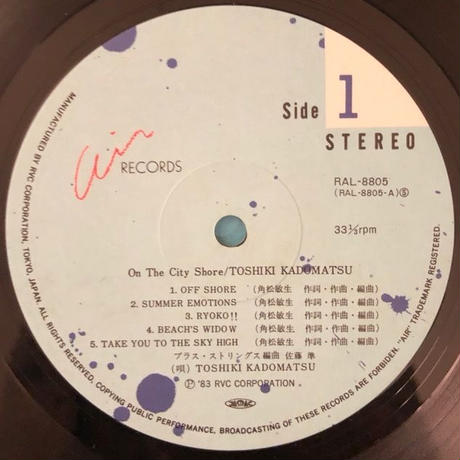 Side 1
STEREO
air RECORDS
RAL-8805
(RAL-8805-A)Ⓢ
33⅓rpm
On The City Shore/TOSHIKI KADOMATSU
1. OFF SHORE (角松敏生 作詞・作曲・編曲)
2. SUMMER EMOTIONS (角松敏生 作詞・作曲・編曲)
3. RYOKO!! (角松敏生 作詞・作曲・編曲)
4. BEACH'S WIDOW (角松敏生 作詞・作曲・編曲)
5. TAKE YOU TO THE SKY HIGH (角松敏生 作詞・作曲・編曲)
ブラス・ストリングス編曲 佐藤 準
(唄) TOSHIKI KADOMATSU
Ⓟ '83 RVC CORPORATION.
MANUFACTURED BY RVC CORPORATION, TOKYO, JAPAN. ALL RIGHTS RESERVED. COPYING PUBLIC PERFORMANCE, BROADCASTING OF THESE RECORDS ARE FORBIDDEN. "AIR" TRADEMARK REGISTERED.